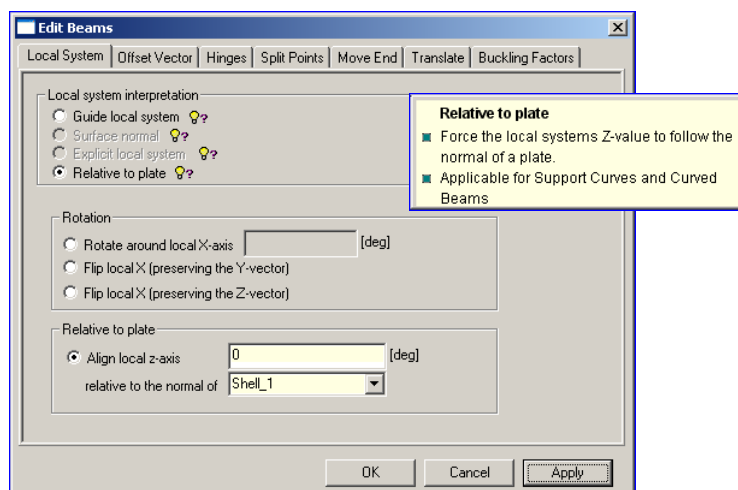 Edit Beams
Local System
Offset Vector
Hinges
Split Points
Move End
Translate
Buckling Factors
Local system interpretation
Guide local system
Surface normal
Explicit local system
Relative to plate
Relative to plate
Force the local systems Z-value to follow the
normal of a plate.
Applicable for Support Curves and Curved
Beams
Rotation
Rotate around local X-axis
[deg]
Flip local X (preserving the Y-vector)
Flip local X (preserving the Z-vector)
Relative to plate
Align local z-axis
0
[deg]
relative to the normal of
Shell_1
OK
Cancel
Apply